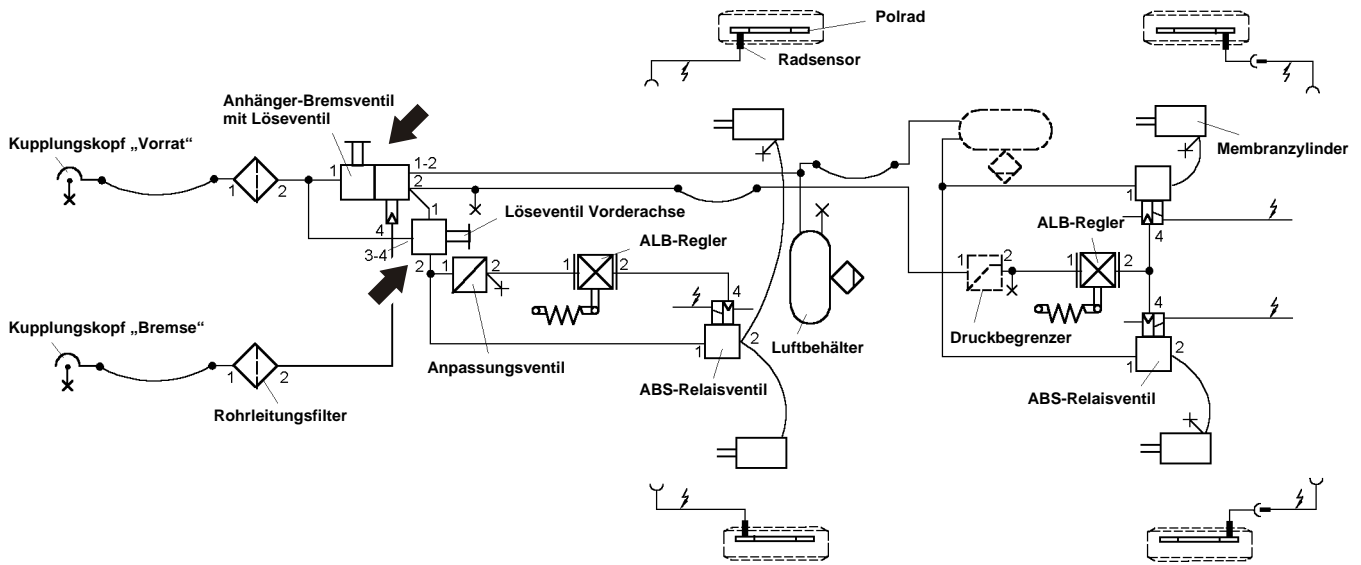 Polrad
Radsensor
Anhänger-Bremsventil
mit Löseventil
Kupplungskopf „Vorrat“
Membranzylinder
1 2
1
1-2
2
4
1
Löseventil Vorderachse
3-4
2
ALB-Regler
1 2
1 2
4
1
2
Anpassungsventil
ABS-Relaisventil
Luftbehälter
1
4
ALB-Regler
1 2
1 2
Druckbegrenzer
4
2
1
ABS-Relaisventil
Kupplungskopf „Bremse“
1 2
Rohrleitungsfilter